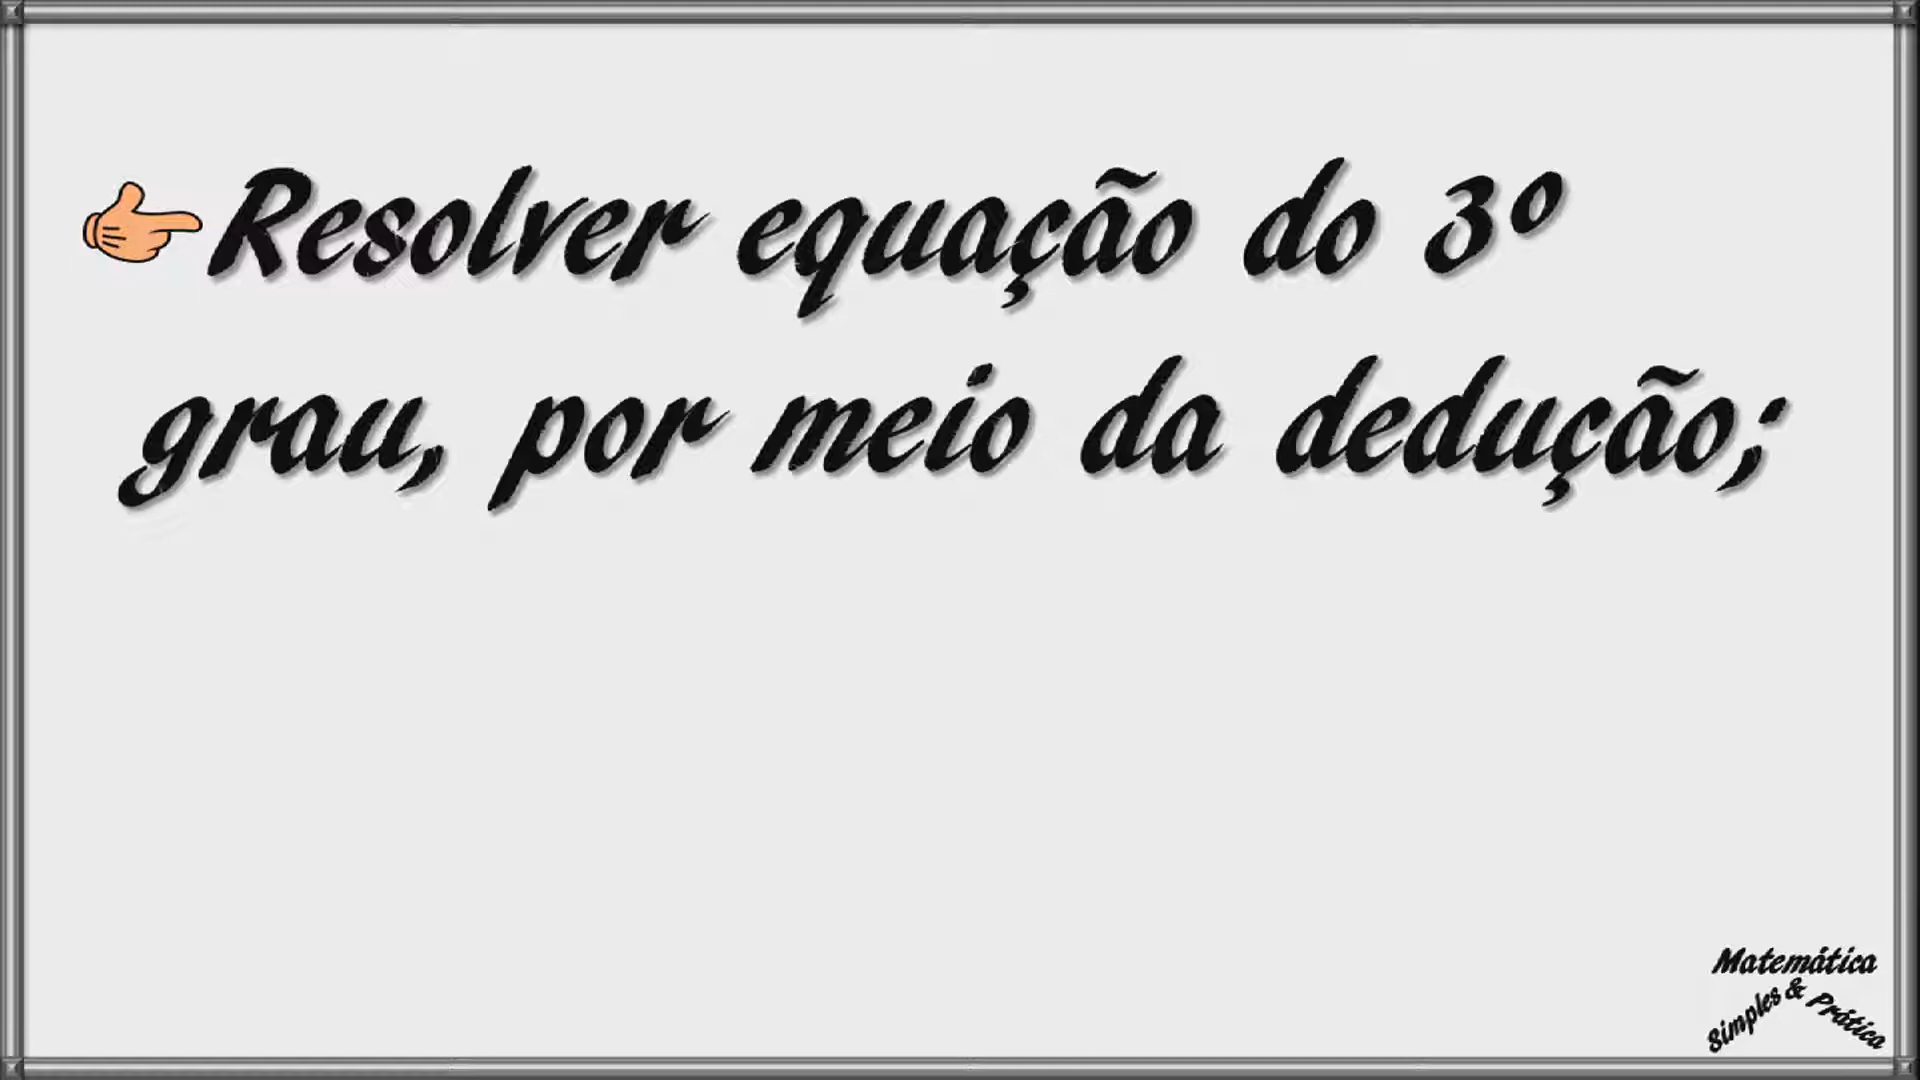 Resolver equação do 3º
grau, por meio da dedução;
Matemática
Simples & Prática